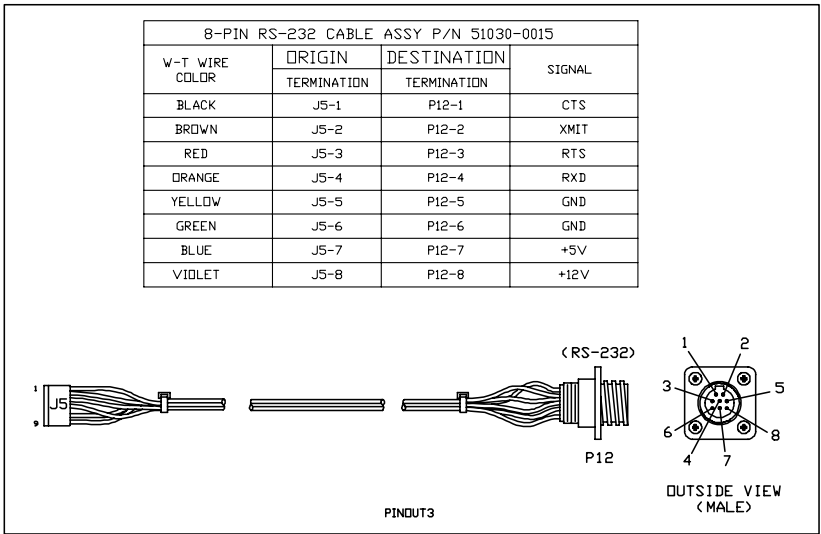 8-PIN RS-232 CABLE ASSY P/N 51030-0015
W-T WIRE COLOR ORIGIN DESTINATION SIGNAL
TERMINATION TERMINATION
BLACK J5-1 P12-1 CTS
BROWN J5-2 P12-2 XMIT
RED J5-3 P12-3 RTS
ORANGE J5-4 P12-4 RXD
YELLOW J5-5 P12-5 GND
GREEN J5-6 P12-6 GND
BLUE J5-7 P12-7 +5V
VIOLET J5-8 P12-8 +12V
(RS-232)
1 2
1 J5 3 5
9 6 8
P12 4 7
OUTSIDE VIEW
(MALE)
PINOUT3